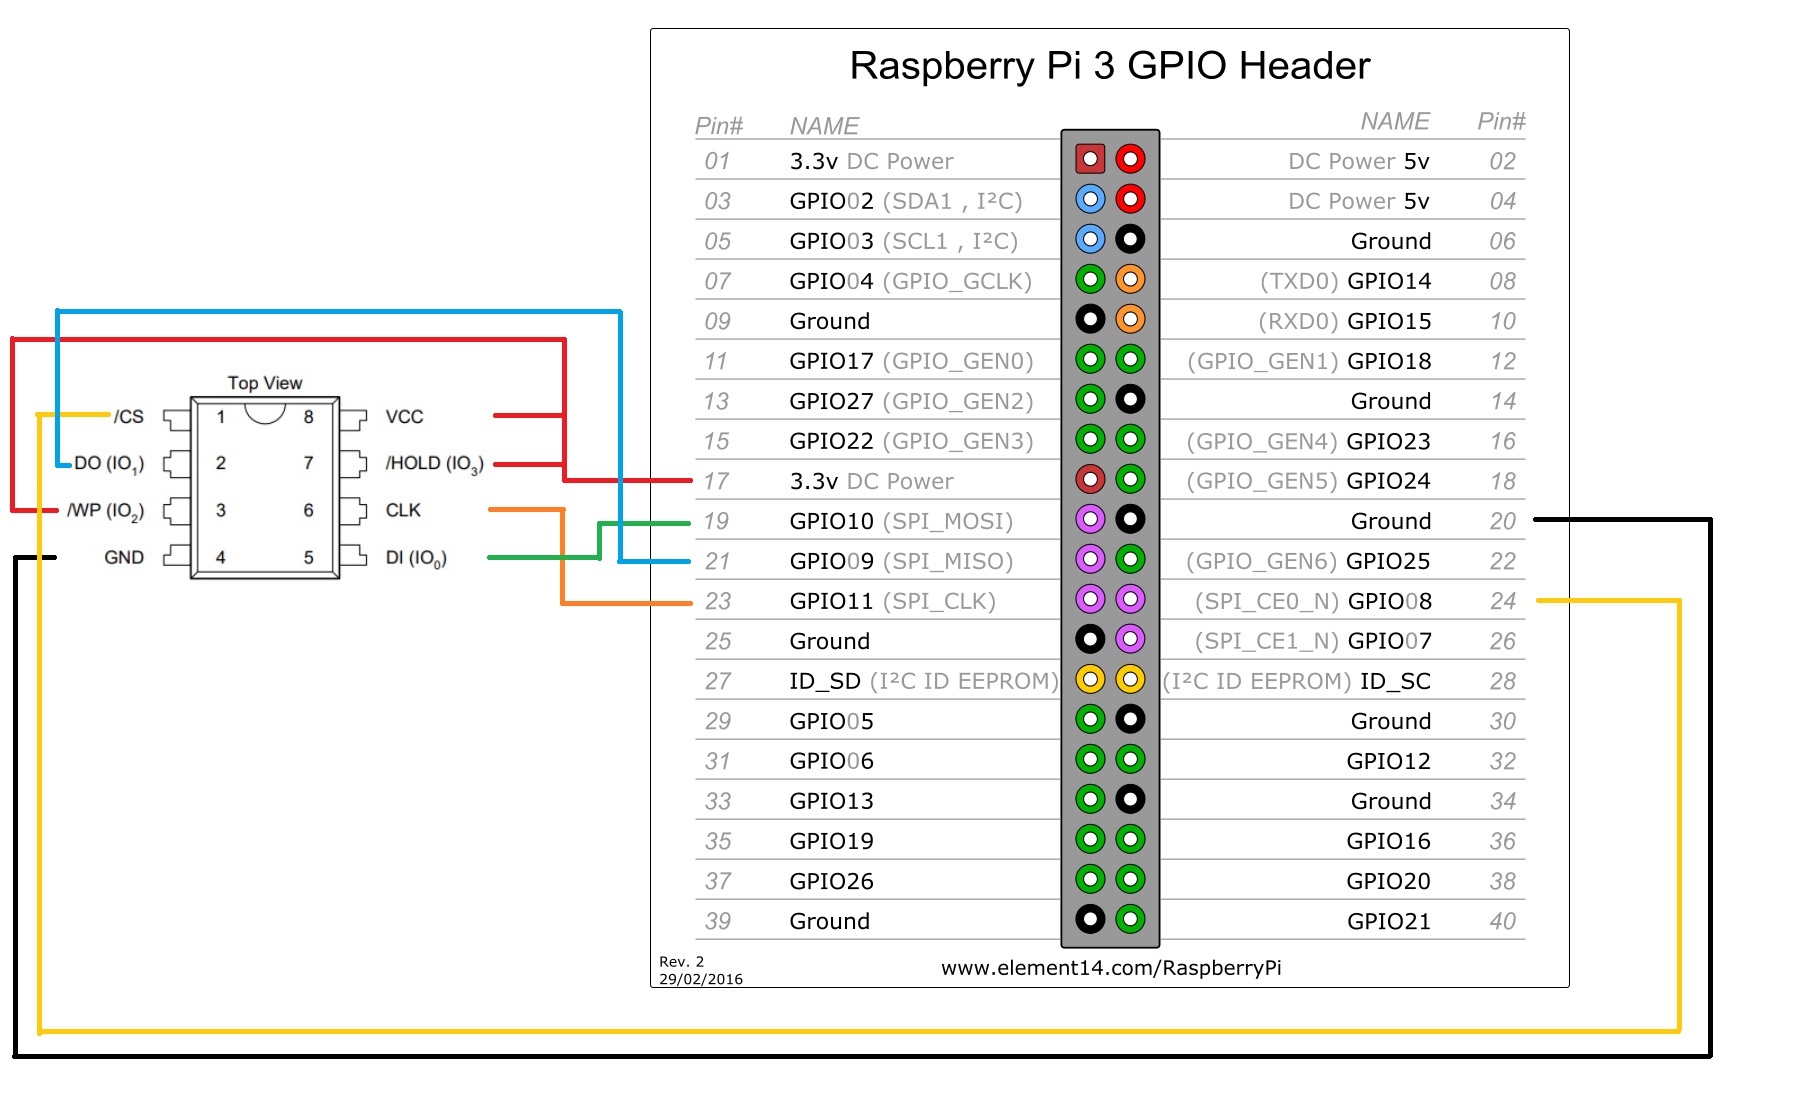 Raspberry Pi 3 GPIO Header
Pin# NAME NAME Pin#
01 3.3v DC Power DC Power 5v 02
03 GPIO02 (SDA1 , I²C) DC Power 5v 04
05 GPIO03 (SCL1 , I²C) Ground 06
07 GPIO04 (GPIO_GCLK) (TXD0) GPIO14 08
09 Ground (RXD0) GPIO15 10
11 GPIO17 (GPIO_GEN0) (GPIO_GEN1) GPIO18 12
13 GPIO27 (GPIO_GEN2) Ground 14
15 GPIO22 (GPIO_GEN3) (GPIO_GEN4) GPIO23 16
17 3.3v DC Power (GPIO_GEN5) GPIO24 18
19 GPIO10 (SPI_MOSI) Ground 20
21 GPIO09 (SPI_MISO) (GPIO_GEN6) GPIO25 22
23 GPIO11 (SPI_CLK) (SPI_CE0_N) GPIO08 24
25 Ground (SPI_CE1_N) GPIO07 26
27 ID_SD (I²C ID EEPROM) (I²C ID EEPROM) ID_SC 28
29 GPIO05 Ground 30
31 GPIO06 GPIO12 32
33 GPIO13 Ground 34
35 GPIO19 GPIO16 36
37 GPIO26 GPIO20 38
39 Ground GPIO21 40
Rev. 2
29/02/2016
www.element14.com/RaspberryPi
Top View
/CS 1 8 VCC
DO (IO₁) 2 7 /HOLD (IO₃)
/WP (IO₂) 3 6 CLK
GND 4 5 DI (IO₀)